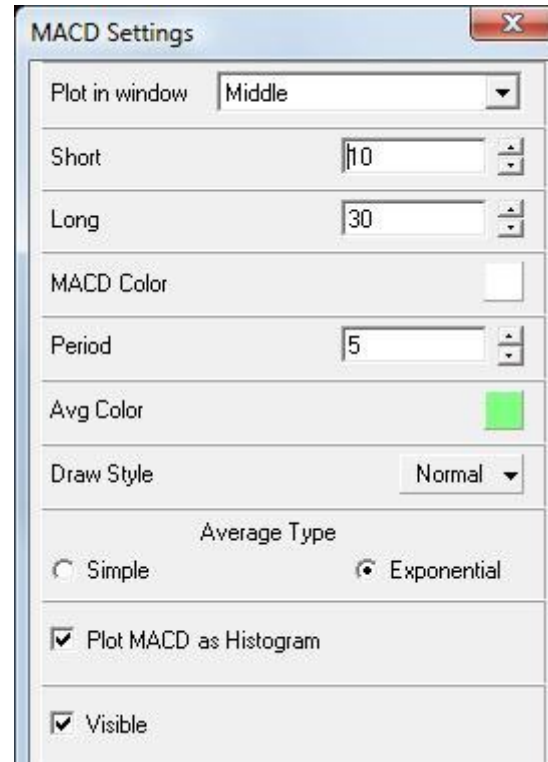 MACD Settings
Plot in window Middle
Short 10
Long 30
MACD Color
Period 5
Avg Color
Draw Style Normal
Average Type
Simple Exponential
Plot MACD as Histogram
Visible